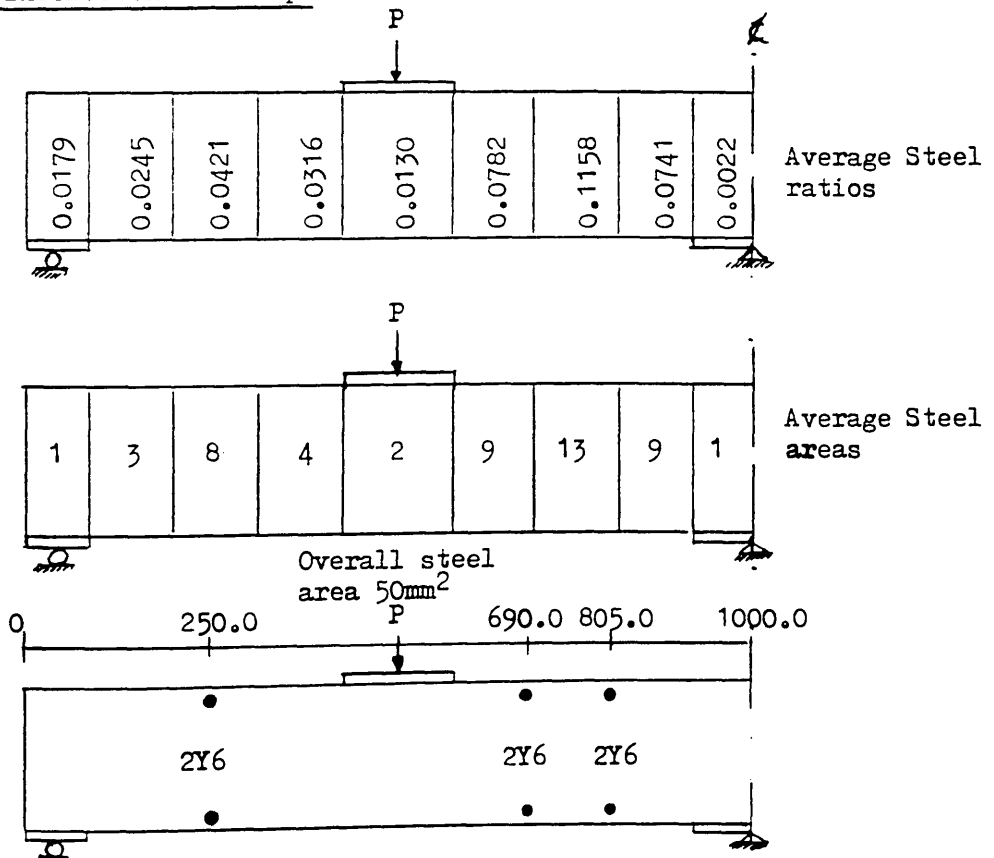 P
℄
0.0179 0.0245 0.0421 0.0316 0.0130 0.0782 0.1158 0.0741 0.0022
Average Steel
ratios
P
1 3 8 4 2 9 13 9 1
Average Steel
areas
Overall steel
area 50mm²
0 250.0 P 690.0 805.0 1000.0
2Y6 2Y6 2Y6